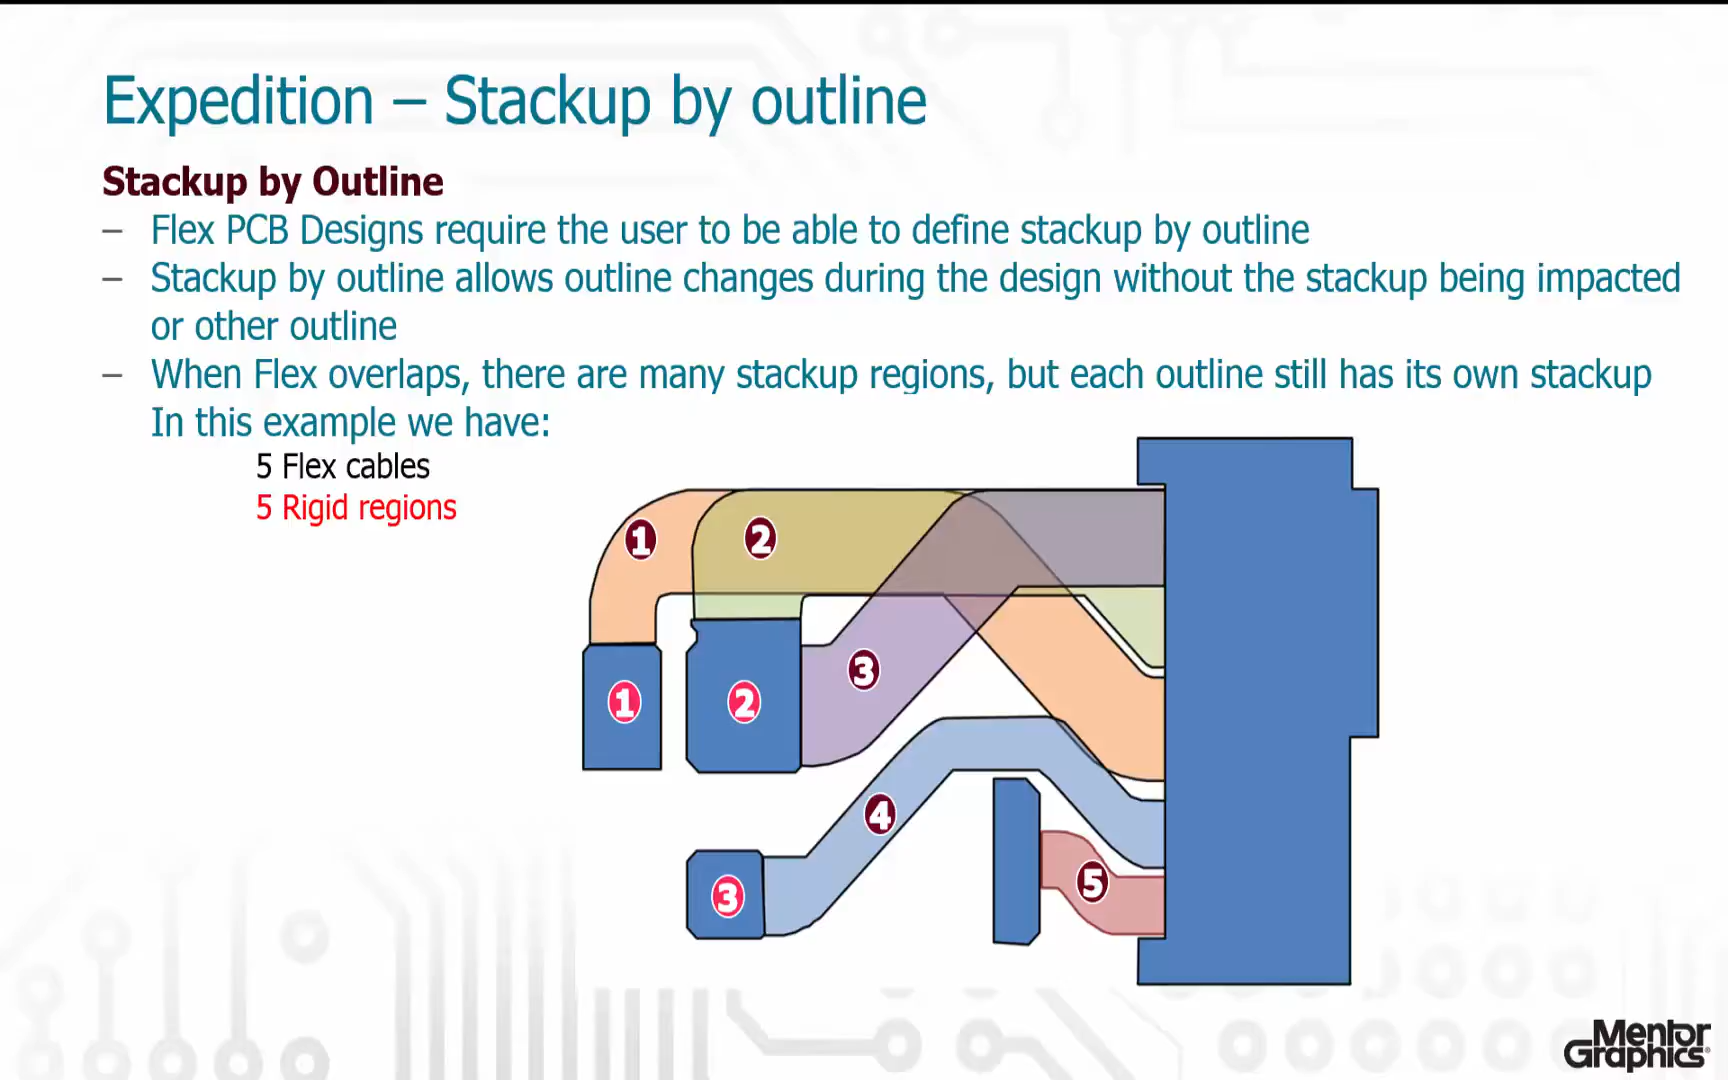 Expedition – Stackup by outline
Stackup by Outline
– Flex PCB Designs require the user to be able to define stackup by outline
– Stackup by outline allows outline changes during the design without the stackup being impacted
or other outline
– When Flex overlaps, there are many stackup regions, but each outline still has its own stackup
In this example we have:
5 Flex cables
5 Rigid regions
1
2
3
1
2
4
5
3
Mentor
Graphics